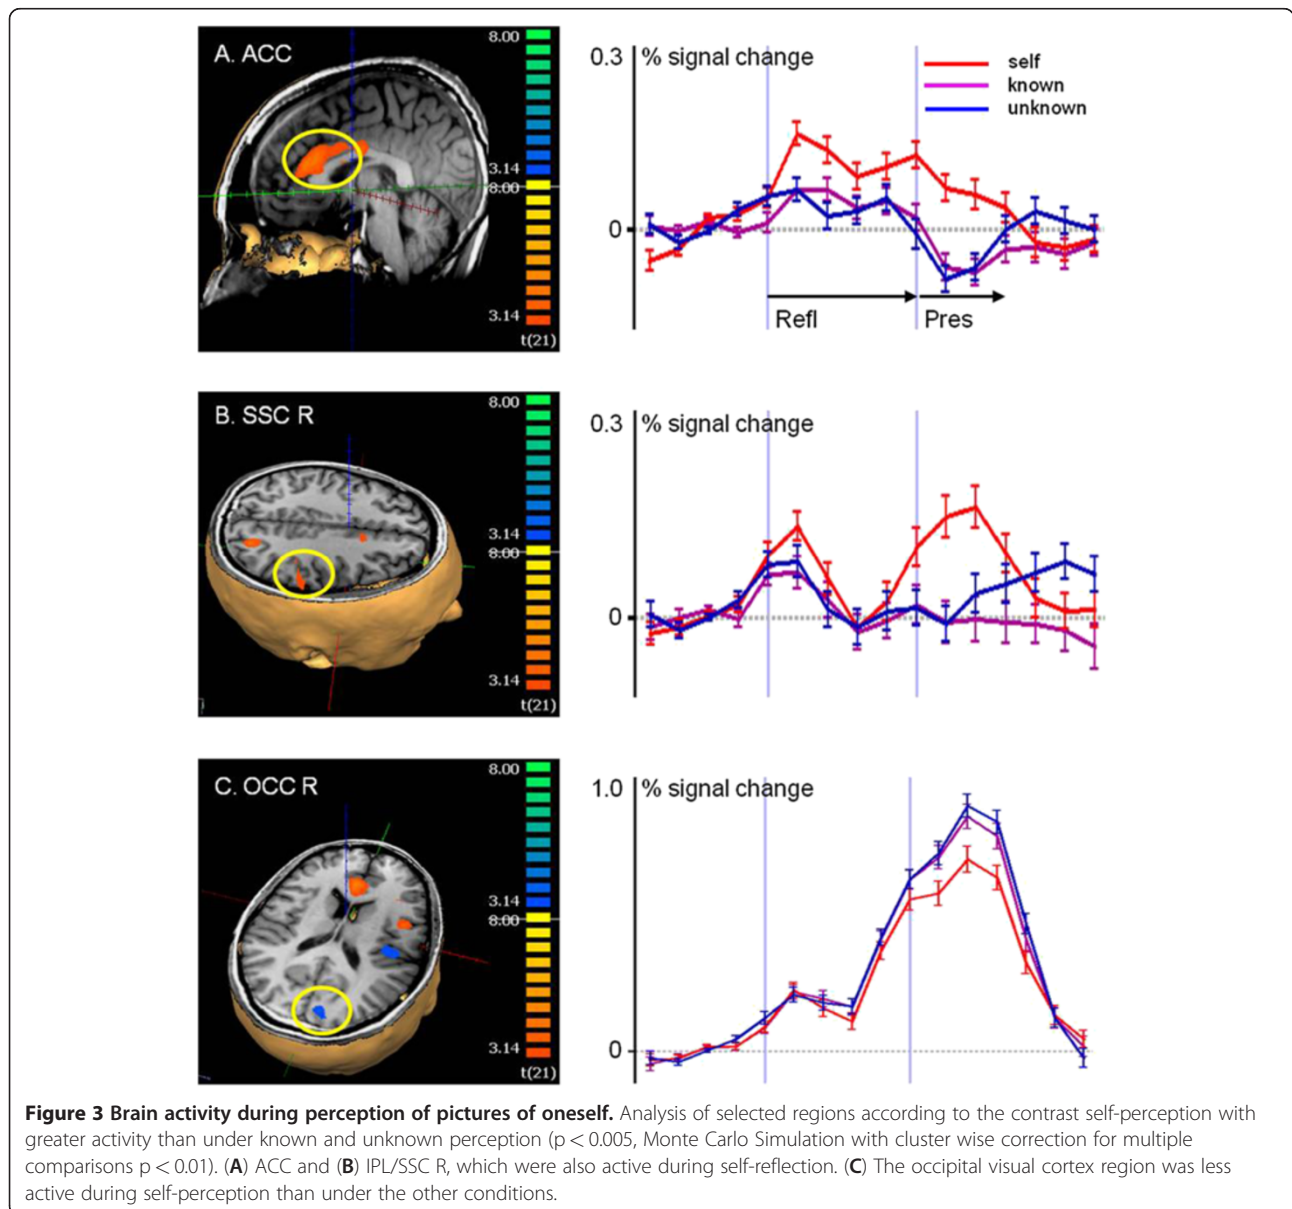 A. ACC
8.00
3.14
8.00
3.14
t(21)
0.3
% signal change
self
known
unknown
0
Refl
Pres
B. SSC R
8.00
3.14
8.00
3.14
t(21)
0.3
% signal change
0
C. OCC R
8.00
3.14
8.00
3.14
t(21)
1.0
% signal change
0
Figure 3 Brain activity during perception of pictures of oneself. Analysis of selected regions according to the contrast self-perception with
greater activity than under known and unknown perception (p < 0.005, Monte Carlo Simulation with cluster wise correction for multiple
comparisons p < 0.01). (A) ACC and (B) IPL/SSC R, which were also active during self-reflection. (C) The occipital visual cortex region was less
active during self-perception than under the other conditions.